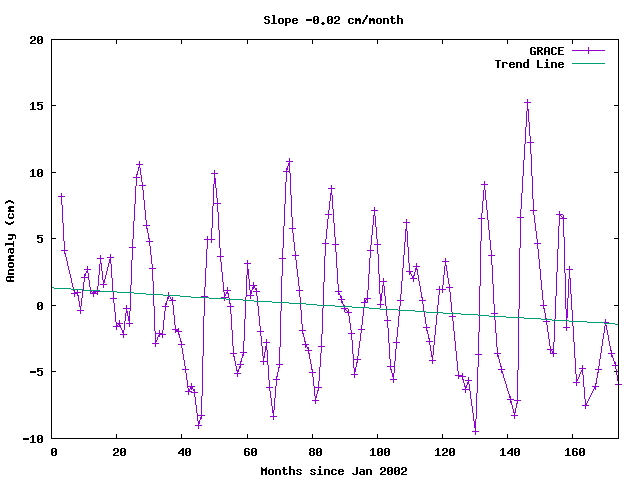 Slope -0.02 cm/month
GRACE
Trend Line
20
15
10
5
0
-5
-10
Anomaly (cm)
0 20 40 60 80 100 120 140 160
Months since Jan 2002